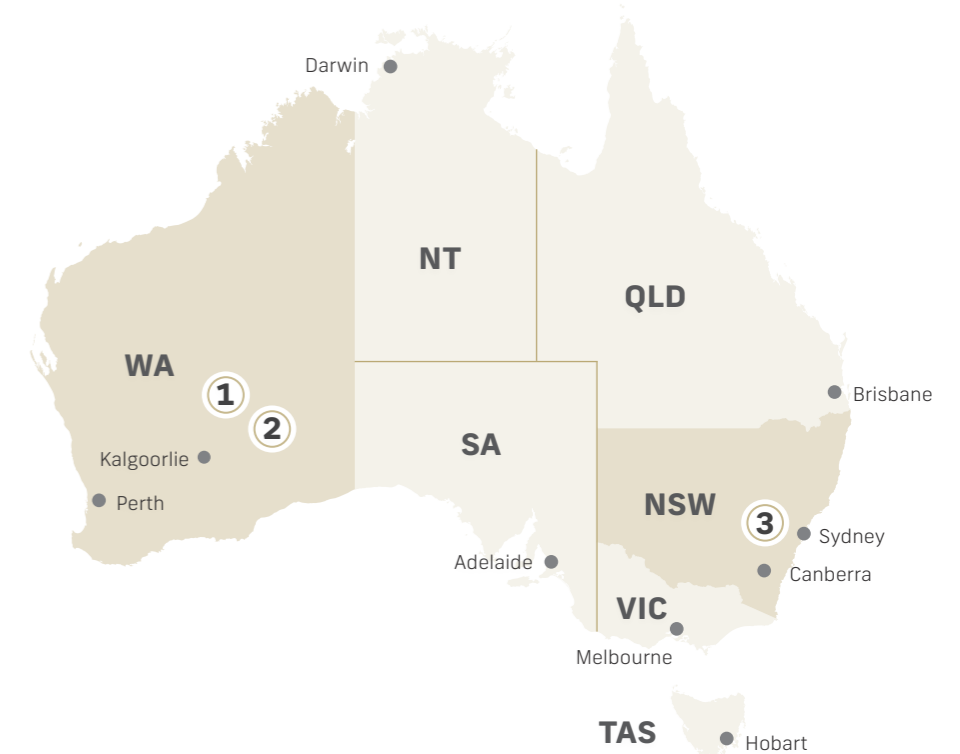 Darwin
NT
QLD
WA
1
Brisbane
2
SA
Kalgoorlie
NSW
Perth
3
Sydney
Adelaide
Canberra
VIC
Melbourne
TAS
Hobart